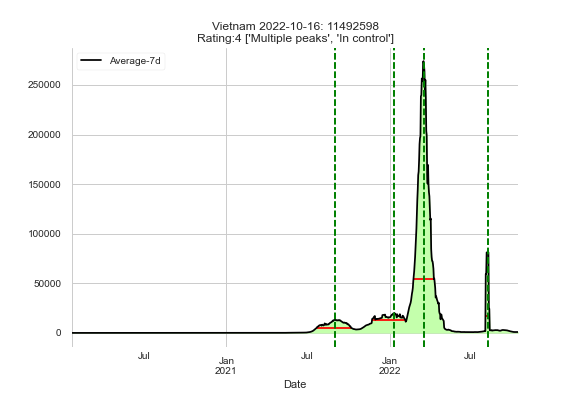 Vietnam 2022-10-16: 11492598
Rating:4 ['Multiple peaks', 'In control']
Average-7d
250000
200000
150000
100000
50000
0
Jul
Jan
2021
Jul
Jan
2022
Jul
Date